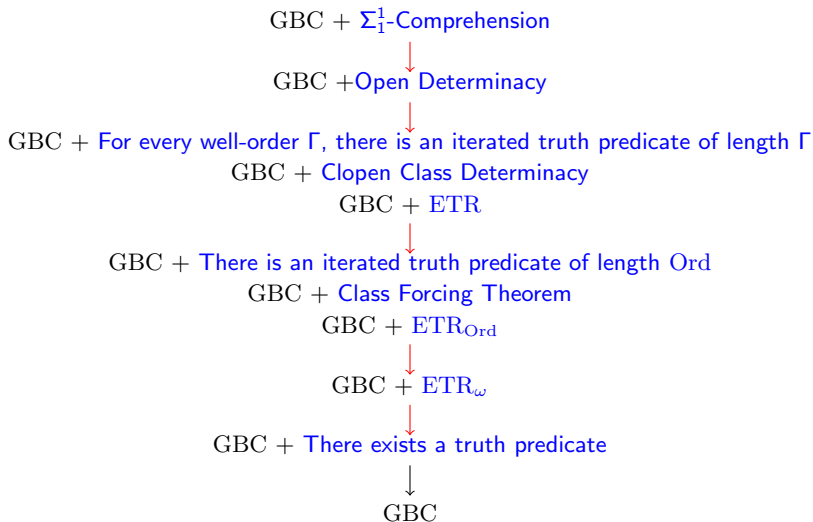 GBC + Σ¹₁-Comprehension
GBC +Open Determinacy
GBC + For every well-order Γ, there is an iterated truth predicate of length Γ
GBC + Clopen Class Determinacy
GBC + ETR
GBC + There is an iterated truth predicate of length Ord
GBC + Class Forcing Theorem
GBC + ETR_Ord
GBC + ETR_ω
GBC + There exists a truth predicate
GBC